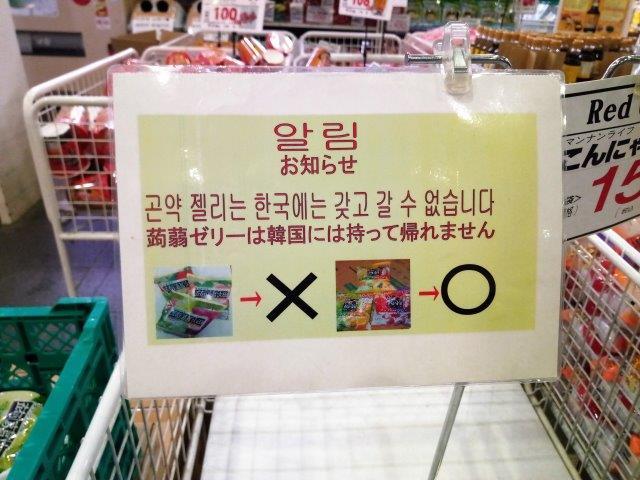 100
108
알림
お知らせ
곤약 젤리는 한국에는 갖고 갈 수 없습니다
蒟蒻ゼリーは韓国には持って帰れません
→ ×
→ ○
Red
マンナンライフ
こんにゃ
15